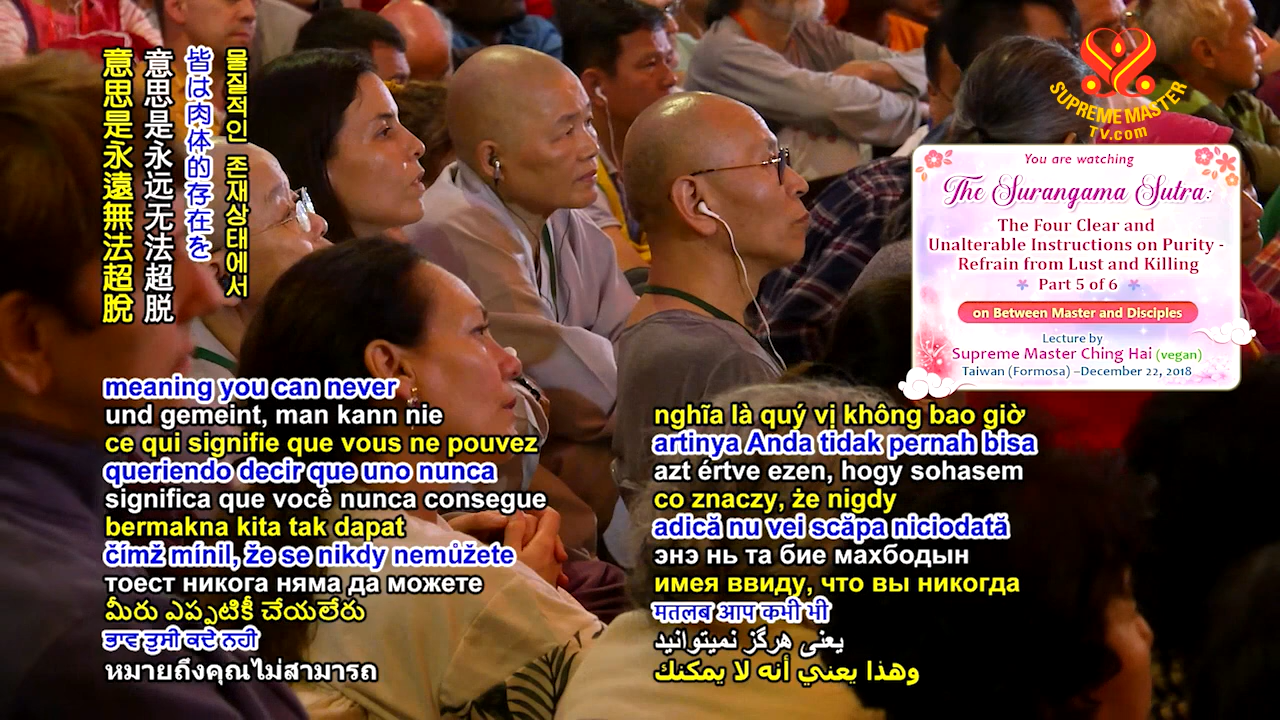 意思是永遠無法超脫
意思是永远无法超脱
皆は肉体的存在を
물질적인 존재상태에서
SUPREME MASTER
TV.com
You are watching
The Surangama Sutra:
The Four Clear and
Unalterable Instructions on Purity -
Refrain from Lust and Killing
Part 5 of 6
on Between Master and Disciples
Lecture by
Supreme Master Ching Hai (vegan)
Taiwan (Formosa) –December 22, 2018
meaning you can never
und gemeint, man kann nie
ce qui signifie que vous ne pouvez
queriendo decir que uno nunca
significa que você nunca consegue
bermakna kita tak dapat
čímž mínil, že se nikdy nemůžete
тоест никога няма да можете
మీరు ఎప్పటికీ చేయలేరు
ਭਾਵ ਤੁਸੀ ਕਦੇ ਨਹੀ
หมายถึงคุณไม่สามารถ
nghĩa là quý vị không bao giờ
artinya Anda tidak pernah bisa
azt értve ezen, hogy sohasem
co znaczy, że nigdy
adică nu vei scăpa niciodată
энэ нь та бие махбодын
имея ввиду, что вы никогда
मतलब आप कभी भी
یعنی هرگز نمیتوانید
وهذا يعني أنه لا يمكنك